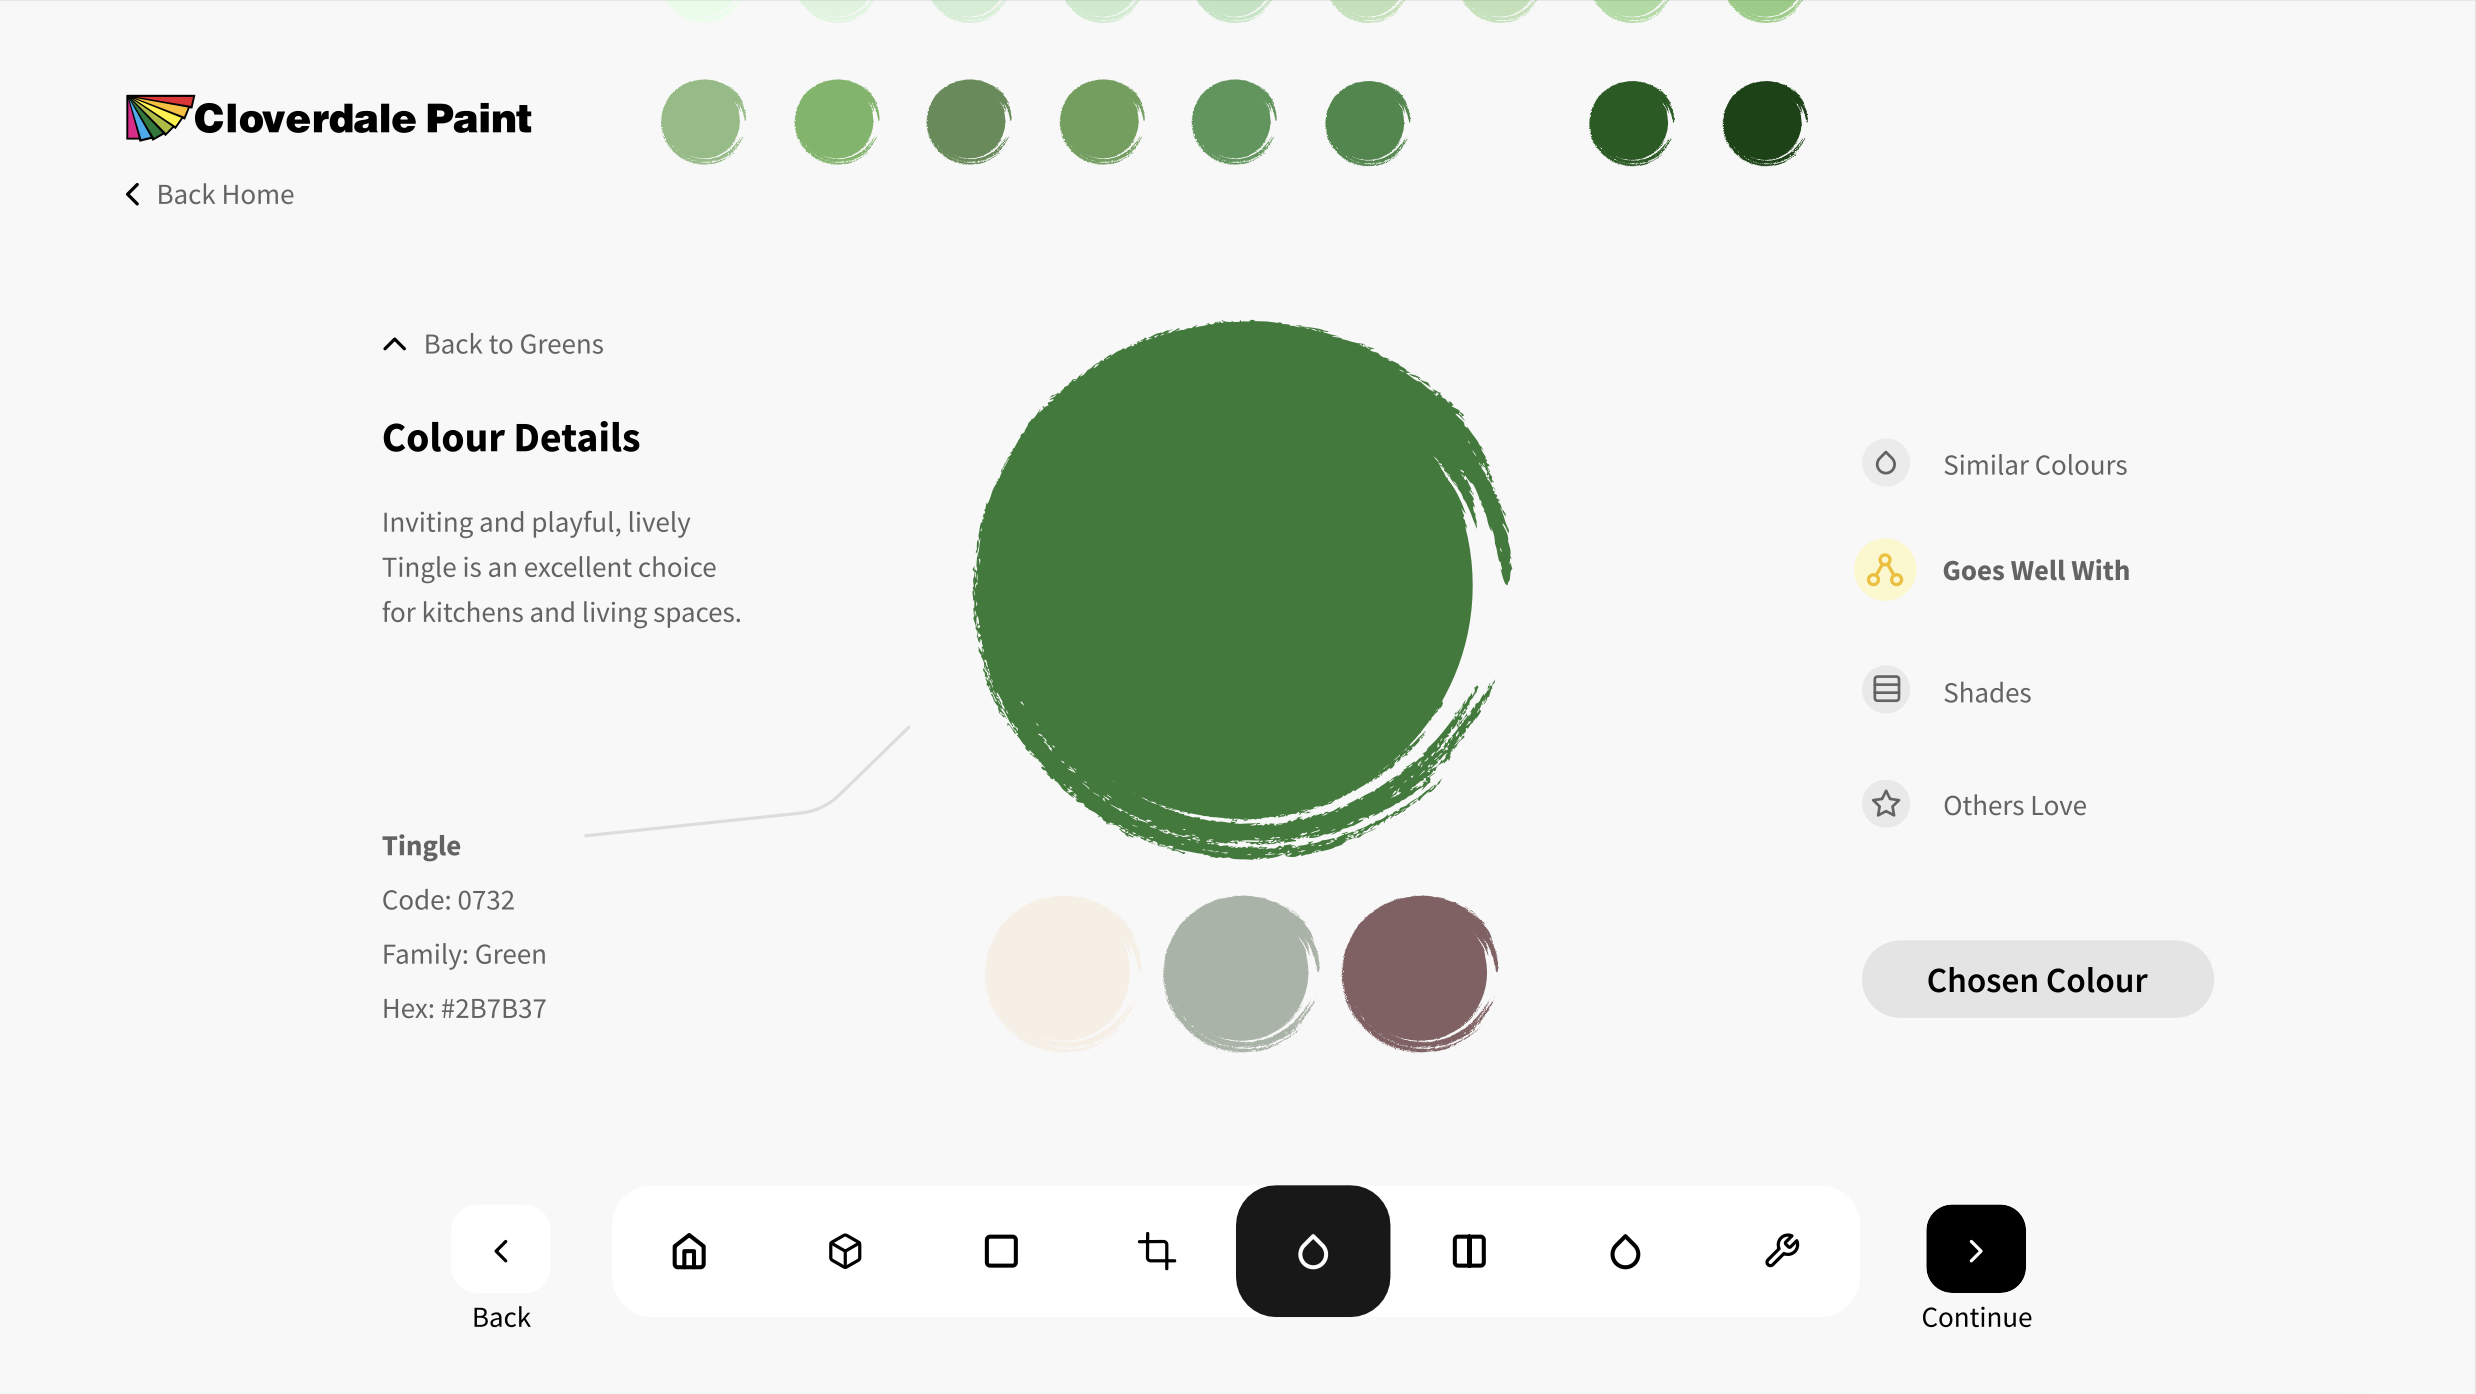 Cloverdale Paint
Back Home
Back to Greens
Colour Details
Inviting and playful, lively
Tingle is an excellent choice
for kitchens and living spaces.
Tingle
Code: 0732
Family: Green
Hex: #2B7B37
Similar Colours
Goes Well With
Shades
Others Love
Chosen Colour
Back
Continue